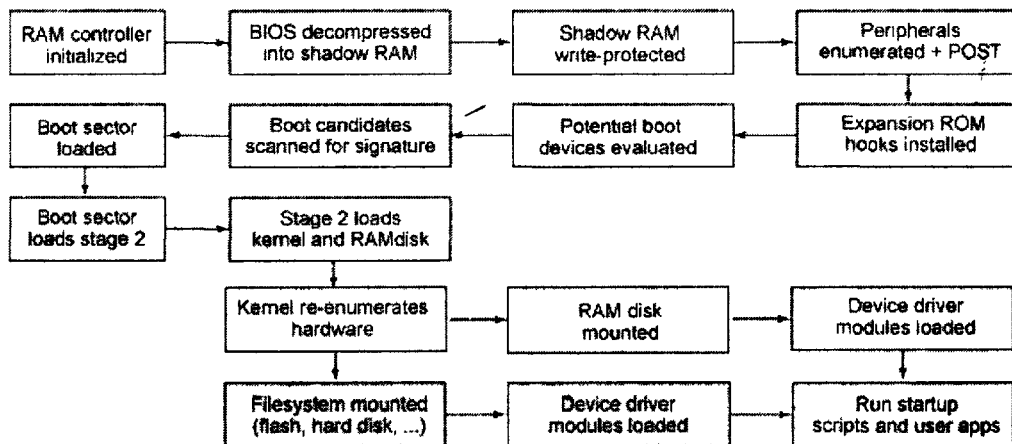 RAM controller
initialized
BIOS decompressed
into shadow RAM
Shadow RAM
write-protected
Peripherals
enumerated + POST
Expansion ROM
hooks installed
Potential boot
devices evaluated
Boot candidates
scanned for signature
Boot sector
loaded
Boot sector
loads stage 2
Stage 2 loads
kernel and RAMdisk
Kernel re-enumerates
hardware
RAM disk
mounted
Device driver
modules loaded
Filesystem mounted
(flash, hard disk, ...)
Device driver
modules loaded
Run startup
scripts and user apps